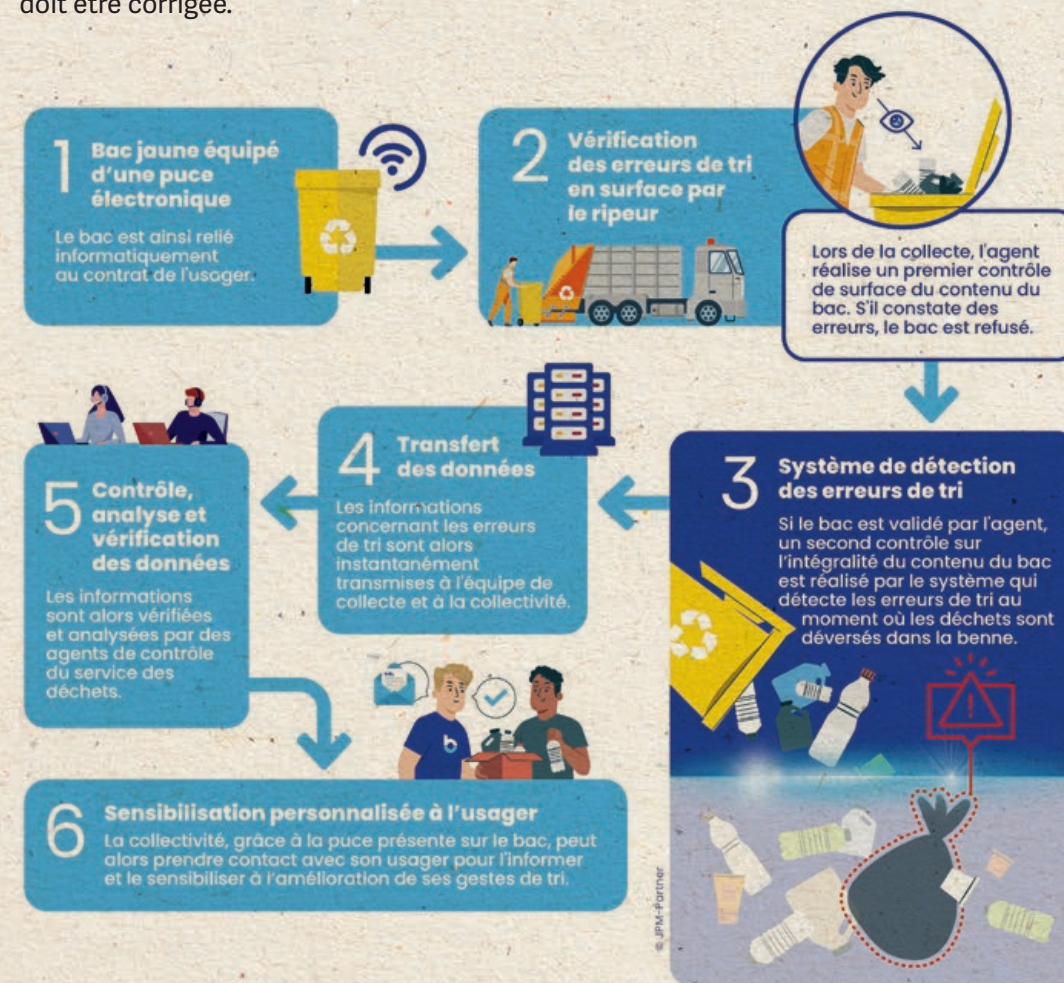 doit être corrigée.
1
Bac jaune équipé
d'une puce
électronique
Le bac est ainsi relié
informatiquement
au contrat de l'usager.
2
Vérification
des erreurs de tri
en surface par
le ripeur
Lors de la collecte, l'agent
réalise un premier contrôle
de surface du contenu du
bac. S'il constate des
erreurs, le bac est refusé.
3
Système de détection
des erreurs de tri
Si le bac est validé par l'agent,
un second contrôle sur
l'intégralité du contenu du bac
est réalisé par le système qui
détecte les erreurs de tri au
moment où les déchets sont
déversés dans la benne.
4
Transfert
des données
Les informations
concernant les erreurs
de tri sont alors
instantanément
transmises à l'équipe de
collecte et à la collectivité.
5
Contrôle,
analyse et
vérification
des données
Les informations
sont alors vérifiées
et analysées par des
agents de contrôle
du service des
déchets.
b
6
Sensibilisation personnalisée à l'usager
La collectivité, grâce à la puce présente sur le bac, peut
alors prendre contact avec son usager pour l'informer
et le sensibiliser à l'amélioration de ses gestes de tri.
© JPM-Partner